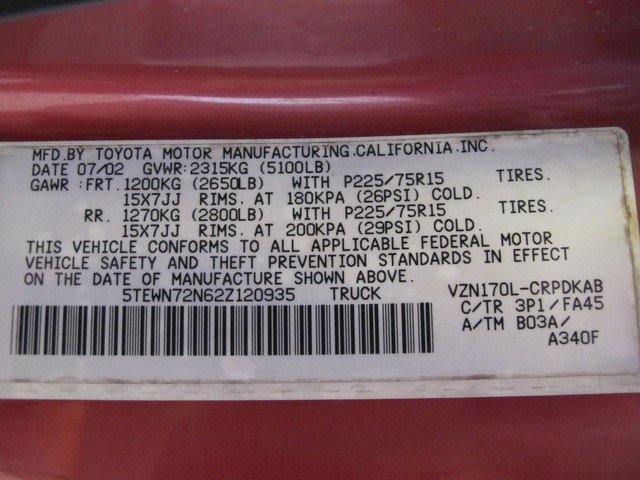 MFD.BY TOYOTA MOTOR MANUFACTURING.CALIFORNIA.INC.
DATE 07/02 GVWR:2315KG (5100LB)
GAWR :FRT.1200KG (2650LB) WITH P225/75R15 TIRES.
15X7JJ RIMS. AT 180KPA (26PSI) COLD.
RR. 1270KG (2800LB) WITH P225/75R15 TIRES.
15X7JJ RIMS. AT 200KPA (29PSI) COLD.
THIS VEHICLE CONFORMS TO ALL APPLICABLE FEDERAL MOTOR
VEHICLE SAFETY AND THEFT PREVENTION STANDARDS IN EFFECT
ON THE DATE OF MANUFACTURE SHOWN ABOVE.
5TEWN72N62Z120935 TRUCK VZN170L-CRPDKAB
C/TR 3P1/FA45
A/TM B03A/
A340F